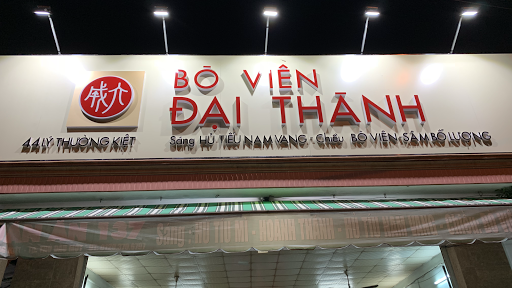 BÒ VIÊN
ĐẠI THÀNH
44 LÝ THƯỜNG KIỆT
Sáng HỦ TIẾU NAM VANG - Chiều BÒ VIÊN, SÂM BỔ LƯỢNG